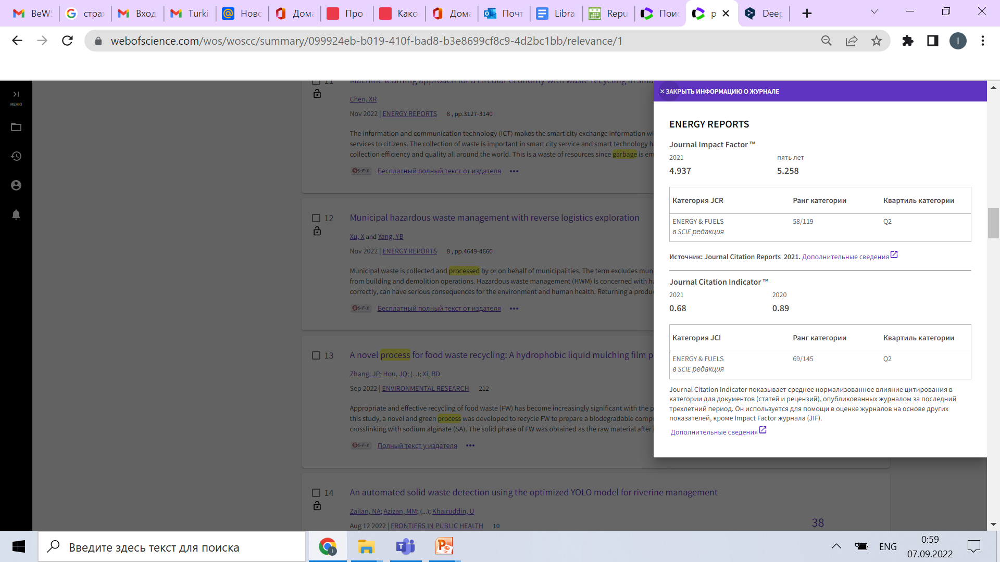 BeWS
стра
Вход
Turki
Ново
Дома
Про
Како
Дома
Почт
Libra
Repu
Поис
р
Deep
webofscience.com/wos/woscc/summary/099924eb-b019-410f-bad8-b3e8699cf8c9-4d2bc1bb/relevance/1
I
МЕНЮ
11 Machine learning approach for a circular economy with waste recycling in sma
Chen, XR
Nov 2022 | ENERGY REPORTS 8 , pp.3127-3140
The information and communication technology (ICT) makes the smart city exchange information wi
services to citizens. The collection of waste is important in smart city service and smart technology h
collection efficiency and quality all around the world. This is a waste of resources since garbage is em
S·F·X Бесплатный полный текст от издателя •••
12 Municipal hazardous waste management with reverse logistics exploration
Xu, X and Yang, YB
Nov 2022 | ENERGY REPORTS 8 , pp.4649-4660
Municipal waste is collected and processed by or on behalf of municipalities. The term excludes mun
from building and demolition operations. Hazardous waste management (HWM) is concerned with ha
correctly, can have serious consequences for the environment and human health. Returning a produ
S·F·X Бесплатный полный текст от издателя •••
13 A novel process for food waste recycling: A hydrophobic liquid mulching film p
Zhang, JP; Hou, JQ; (...); Xi, BD
Sep 2022 | ENVIRONMENTAL RESEARCH 212
Appropriate and effective recycling of food waste (FW) has become increasingly significant with the p
this study, a novel and green process was developed to recycle FW to prepare a biodegradable comp
crosslinking with sodium alginate (SA). The solid phase of FW was obtained as the raw material after
S·F·X Полный текст у издателя •••
14 An automated solid waste detection using the optimized YOLO model for riverine management
Zailan, NA; Azizan, MM; (...); Khairuddin, U
Aug 12 2022 | FRONTIERS IN PUBLIC HEALTH 10
38
× ЗАКРЫТЬ ИНФОРМАЦИЮ О ЖУРНАЛЕ
ENERGY REPORTS
Journal Impact Factor ™
2021 пять лет
4.937 5.258
Категория JCR Ранг категории Квартиль категории
ENERGY & FUELS 58/119 Q2
в SCIE редакция
Источник: Journal Citation Reports 2021. Дополнительные сведения
Journal Citation Indicator ™
2021 2020
0.68 0.89
Категория JCI Ранг категории Квартиль категории
ENERGY & FUELS 69/145 Q2
в SCIE редакция
Journal Citation Indicator показывает среднее нормализованное влияние цитирования в
категории для документов (статей и рецензий), опубликованных журналом за последний
трехлетний период. Он используется для помощи в оценке журналов на основе других
показателей, кроме Impact Factor журнала (JIF).
Дополнительные сведения
Введите здесь текст для поиска
ENG
0:59
07.09.2022